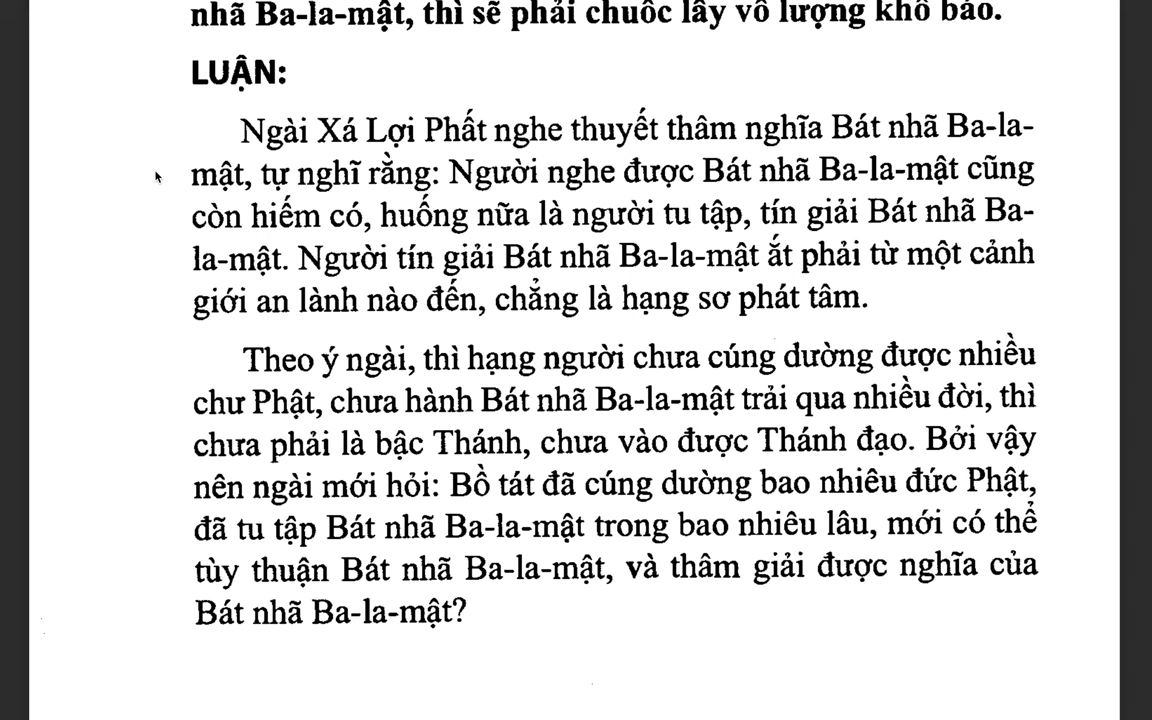 nhã Ba-la-mật, thì sẽ phải chuốc lấy vô lượng khổ báo.
LUẬN:
Ngài Xá Lợi Phất nghe thuyết thâm nghĩa Bát nhã Ba-la-
mật, tự nghĩ rằng: Người nghe được Bát nhã Ba-la-mật cũng
còn hiếm có, huống nữa là người tu tập, tín giải Bát nhã Ba-
la-mật. Người tín giải Bát nhã Ba-la-mật ắt phải từ một cảnh
giới an lành nào đến, chẳng là hạng sơ phát tâm.
Theo ý ngài, thì hạng người chưa cúng dường được nhiều
chư Phật, chưa hành Bát nhã Ba-la-mật trải qua nhiều đời, thì
chưa phải là bậc Thánh, chưa vào được Thánh đạo. Bởi vậy
nên ngài mới hỏi: Bồ tát đã cúng dường bao nhiêu đức Phật,
đã tu tập Bát nhã Ba-la-mật trong bao nhiêu lâu, mới có thể
tùy thuận Bát nhã Ba-la-mật, và thâm giải được nghĩa của
Bát nhã Ba-la-mật?